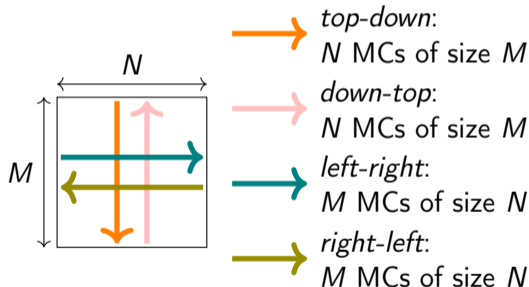 N
M
top-down:
N MCs of size M
down-top:
N MCs of size M
left-right:
M MCs of size N
right-left:
M MCs of size N